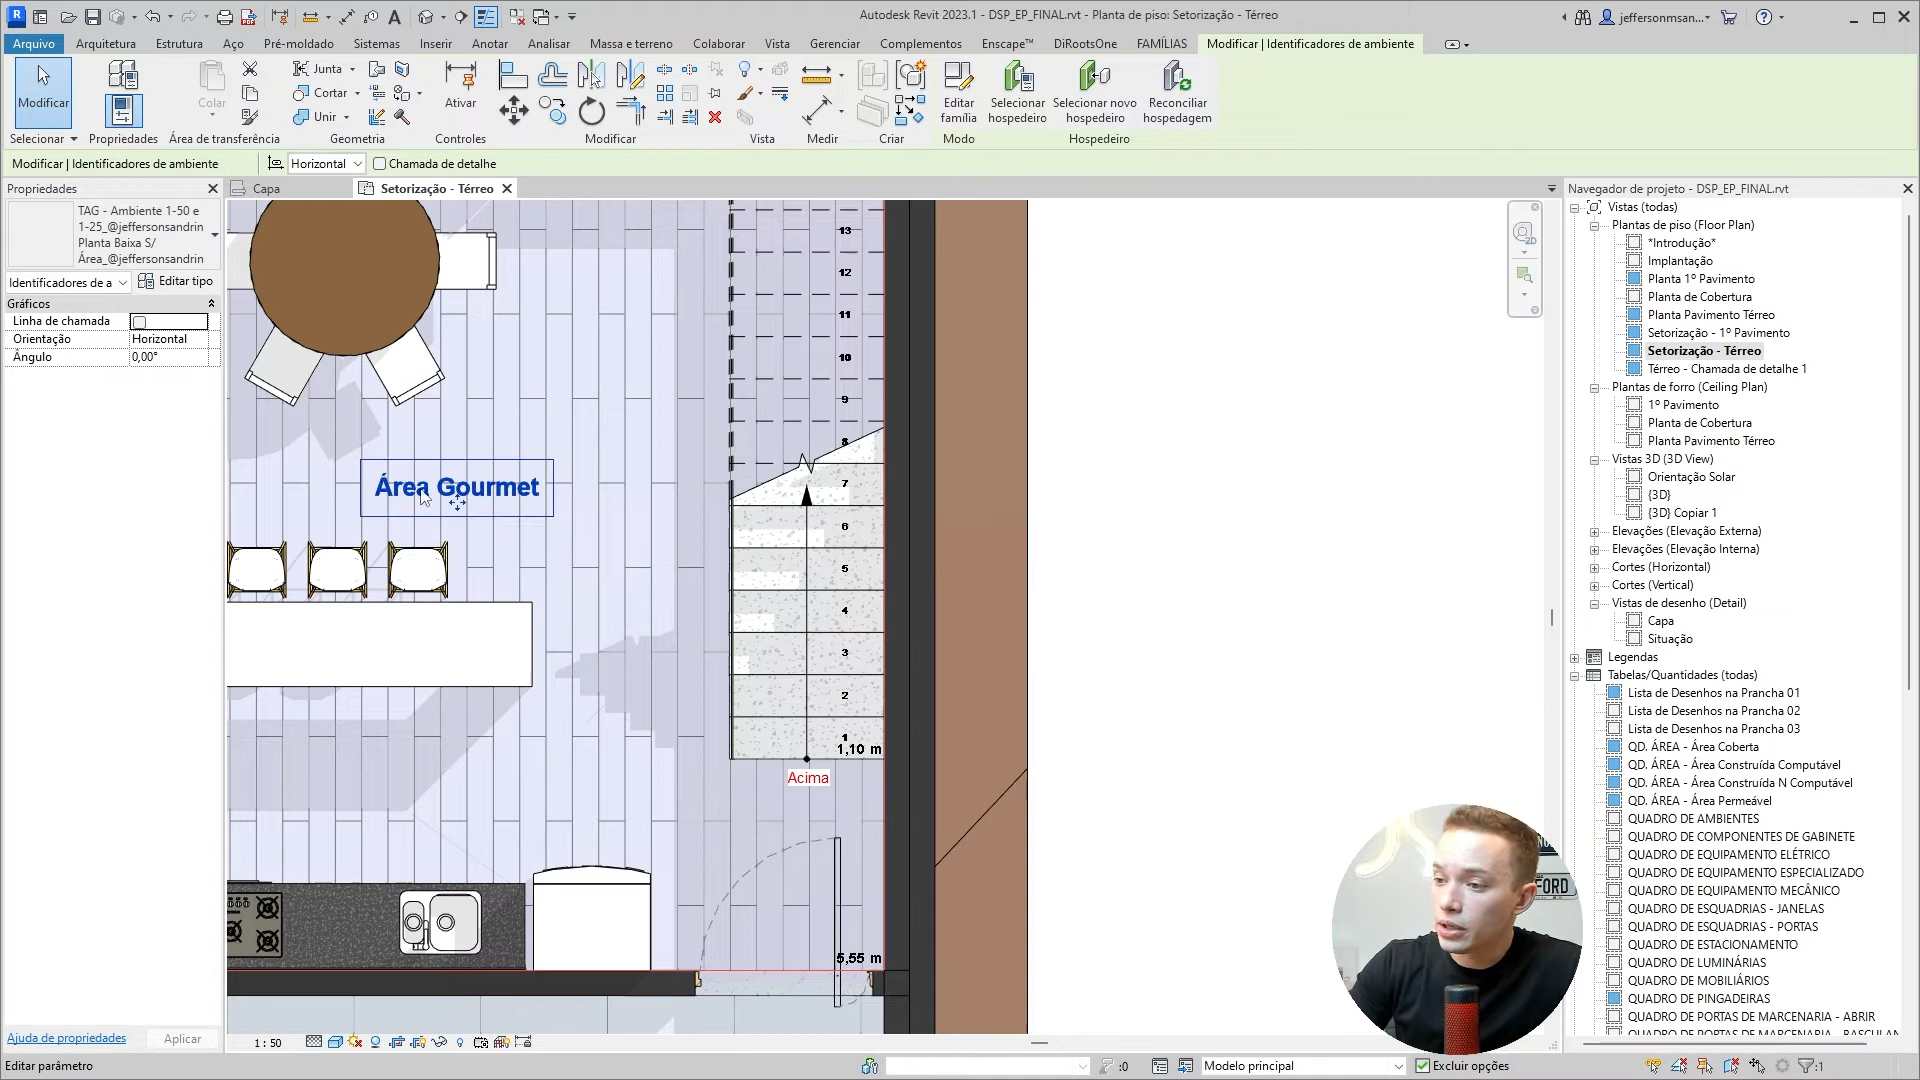 Autodesk Revit 2023.1 - DSP_EP_FINAL.rvt - Planta de piso: Setorização - Térreo
jeffersonmsan...
Arquivo
Arquitetura
Estrutura
Aço
Pré-moldado
Sistemas
Inserir
Anotar
Analisar
Massa e terreno
Colaborar
Vista
Gerenciar
Complementos
Enscape™
DiRootsOne
FAMÍLIAS
Modificar | Identificadores de ambiente
Modificar
Colar
Junta
Cortar
Unir
Ativar
Editar família
Selecionar hospedeiro
Selecionar novo hospedeiro
Reconciliar hospedagem
Selecionar
Propriedades
Área de transferência
Geometria
Controles
Modificar
Vista
Medir
Criar
Modo
Hospedeiro
Modificar | Identificadores de ambiente
Horizontal
Chamada de detalhe
Propriedades
TAG - Ambiente 1-50 e
1-25_@jeffersonsandrin
Planta Baixa S/
Área_@jeffersonsandrin
Identificadores de a
Editar tipo
Gráficos
Linha de chamada
Orientação
Horizontal
Ângulo
0,00°
Ajuda de propriedades
Aplicar
Capa
Setorização - Térreo
13
12
11
10
9
8
7
6
5
4
3
2
1
1,10 m
Acima
5,55 m
Área Gourmet
2D
FORD
1 : 50
Navegador de projeto - DSP_EP_FINAL.rvt
Vistas (todas)
Plantas de piso (Floor Plan)
*Introdução*
Implantação
Planta 1º Pavimento
Planta de Cobertura
Planta Pavimento Térreo
Setorização - 1º Pavimento
Setorização - Térreo
Térreo - Chamada de detalhe 1
Plantas de forro (Ceiling Plan)
1º Pavimento
Planta de Cobertura
Planta Pavimento Térreo
Vistas 3D (3D View)
Orientação Solar
{3D}
{3D} Copiar 1
Elevações (Elevação Externa)
Elevações (Elevação Interna)
Cortes (Horizontal)
Cortes (Vertical)
Vistas de desenho (Detail)
Capa
Situação
Legendas
Tabelas/Quantidades (todas)
Lista de Desenhos na Prancha 01
Lista de Desenhos na Prancha 02
Lista de Desenhos na Prancha 03
QD. ÁREA - Área Coberta
QD. ÁREA - Área Construída Computável
QD. ÁREA - Área Construída N Computável
QD. ÁREA - Área Permeável
QUADRO DE AMBIENTES
QUADRO DE COMPONENTES DE GABINETE
QUADRO DE EQUIPAMENTO ELÉTRICO
QUADRO DE EQUIPAMENTO ESPECIALIZADO
QUADRO DE EQUIPAMENTO MECÂNICO
QUADRO DE ESQUADRIAS - JANELAS
QUADRO DE ESQUADRIAS - PORTAS
QUADRO DE ESTACIONAMENTO
QUADRO DE LUMINÁRIAS
QUADRO DE MOBILIÁRIOS
QUADRO DE PINGADEIRAS
QUADRO DE PORTAS DE MARCENARIA - ABRIR
QUADRO DE PORTAS DE MARCENARIA - BASCULAN
Editar parâmetro
:0
Modelo principal
Excluir opções
:1